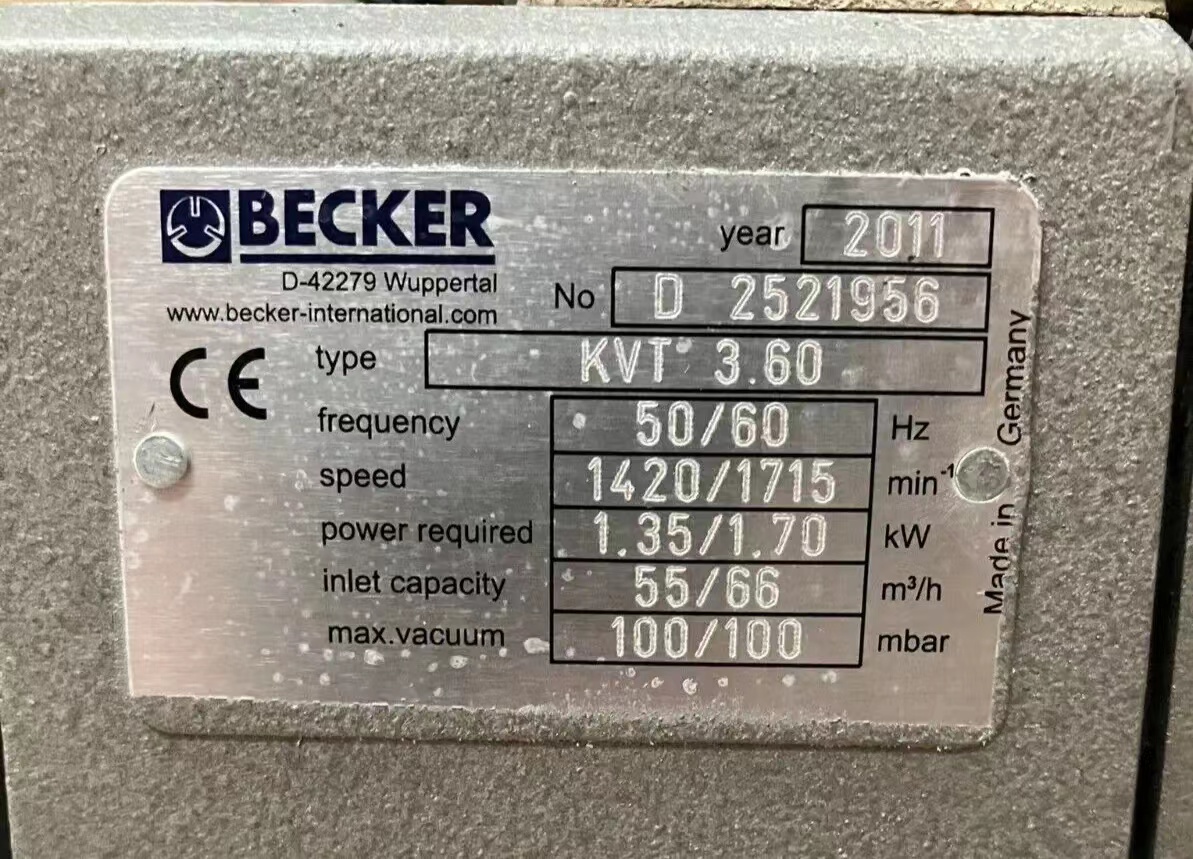 BECKER
D-42279 Wuppertal
www.becker-international.com
year 2011
No D 2521956
CE type KVT 3.60
frequency 50/60 Hz
speed 1420/1715 min⁻¹
power required 1.35/1.70 kW
inlet capacity 55/66 m³/h
max.vacuum 100/100 mbar
Made in Germany